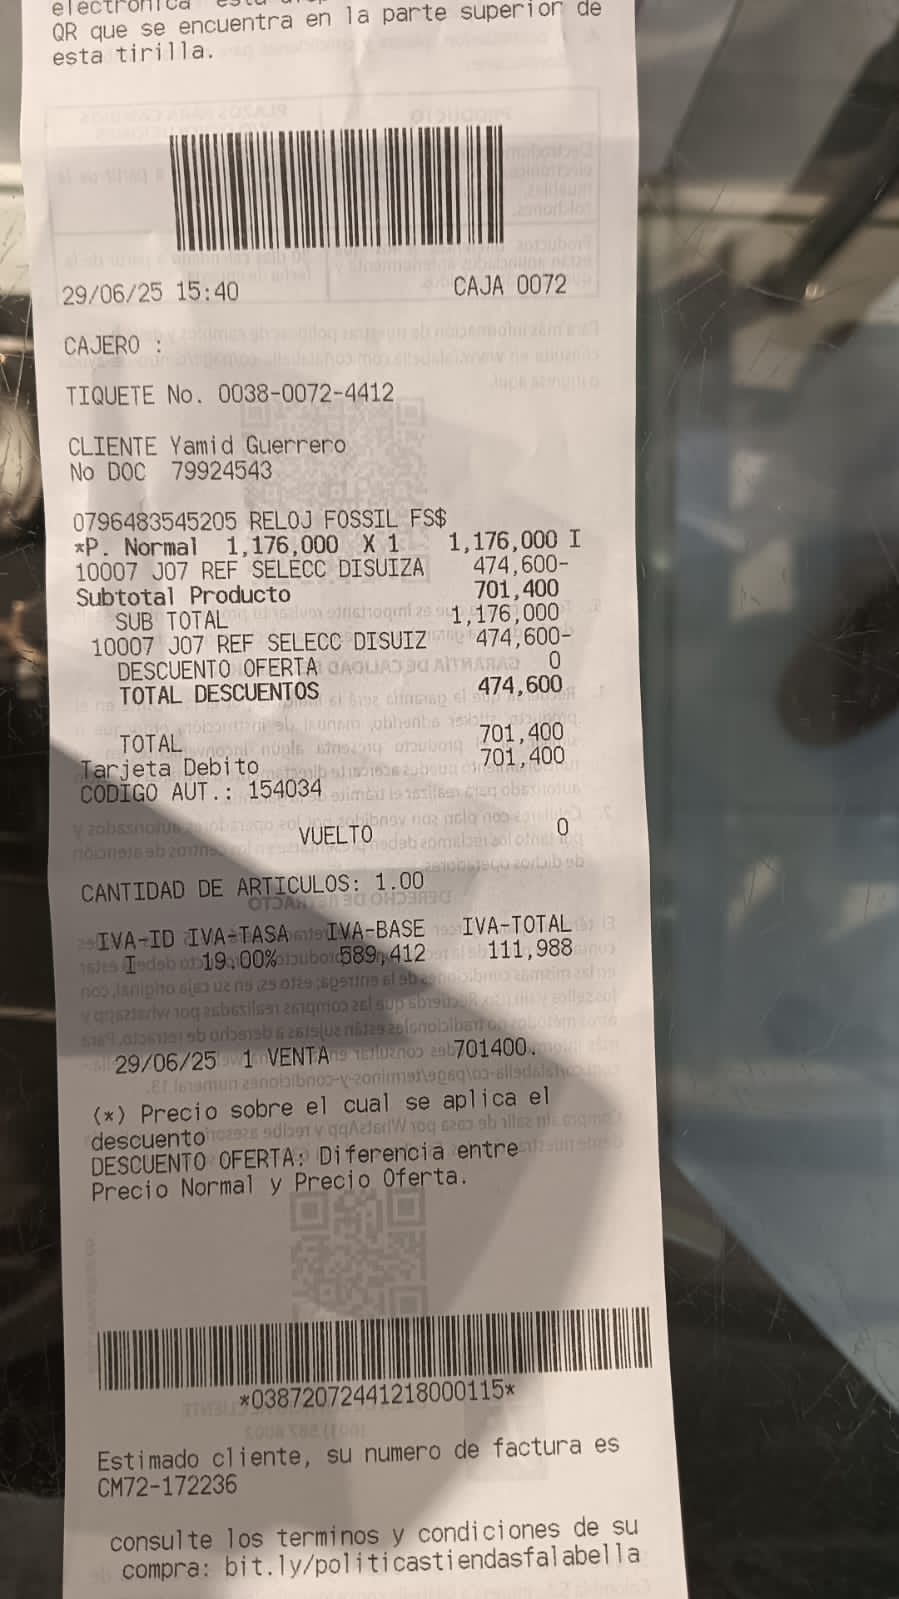 QR que se encuentra en la parte superior de
esta tirilla.
29/06/25 15:40 CAJA 0072
CAJERO :
TIQUETE No. 0038-0072-4412
CLIENTE Yamid Guerrero
No DOC 79924543
0796483545205 RELOJ FOSSIL FS$
*P. Normal 1,176,000 X 1 1,176,000 I
10007 J07 REF SELECC DISUIZA 474,600-
Subtotal Producto 701,400
SUB TOTAL 1,176,000
10007 J07 REF SELECC DISUIZ 474,600-
DESCUENTO OFERTA 0
TOTAL DESCUENTOS 474,600
TOTAL 701,400
Tarjeta Debito 701,400
CODIGO AUT.: 154034
VUELTO 0
CANTIDAD DE ARTICULOS: 1.00
IVA-ID IVA-TASA IVA-BASE IVA-TOTAL
I 19.00% 589,412 111,988
29/06/25 1 VENTA 701400.
(*) Precio sobre el cual se aplica el
descuento
DESCUENTO OFERTA: Diferencia entre
Precio Normal y Precio Oferta.
*03872072441218000115*
Estimado cliente, su numero de factura es
CM72-172236
consulte los terminos y condiciones de su
compra: bit.ly/politicastiendasfalabella